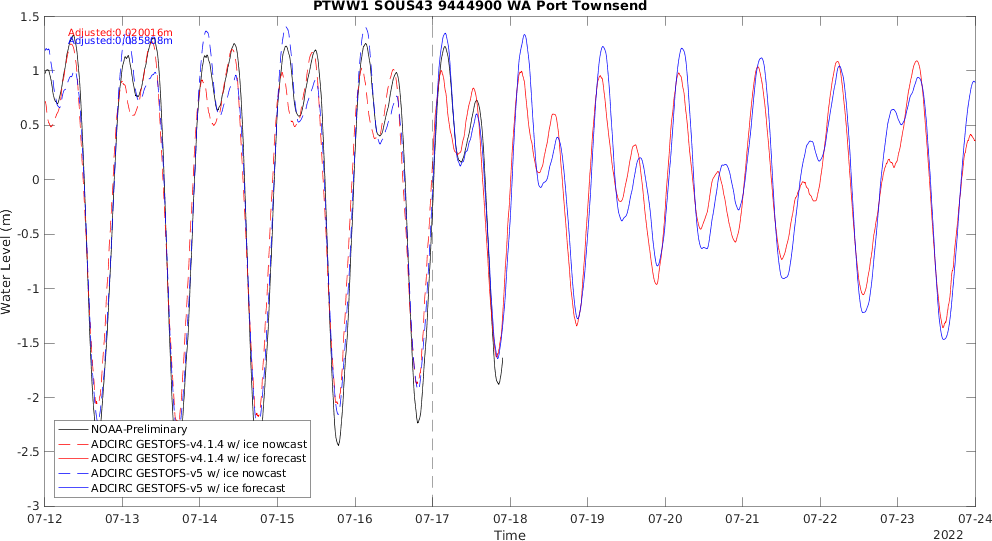 PTWW1 SOUS43 9444900 WA Port Townsend
Adjusted:0.020016m
Adjusted:0.085808m
1.5
1
0.5
0
-0.5
-1
-1.5
-2
-2.5
-3
Water Level (m)
NOAA-Preliminary
ADCIRC GESTOFS-v4.1.4 w/ ice nowcast
ADCIRC GESTOFS-v4.1.4 w/ ice forecast
ADCIRC GESTOFS-v5 w/ ice nowcast
ADCIRC GESTOFS-v5 w/ ice forecast
07-12 07-13 07-14 07-15 07-16 07-17 07-18 07-19 07-20 07-21 07-22 07-23 07-24
Time
2022